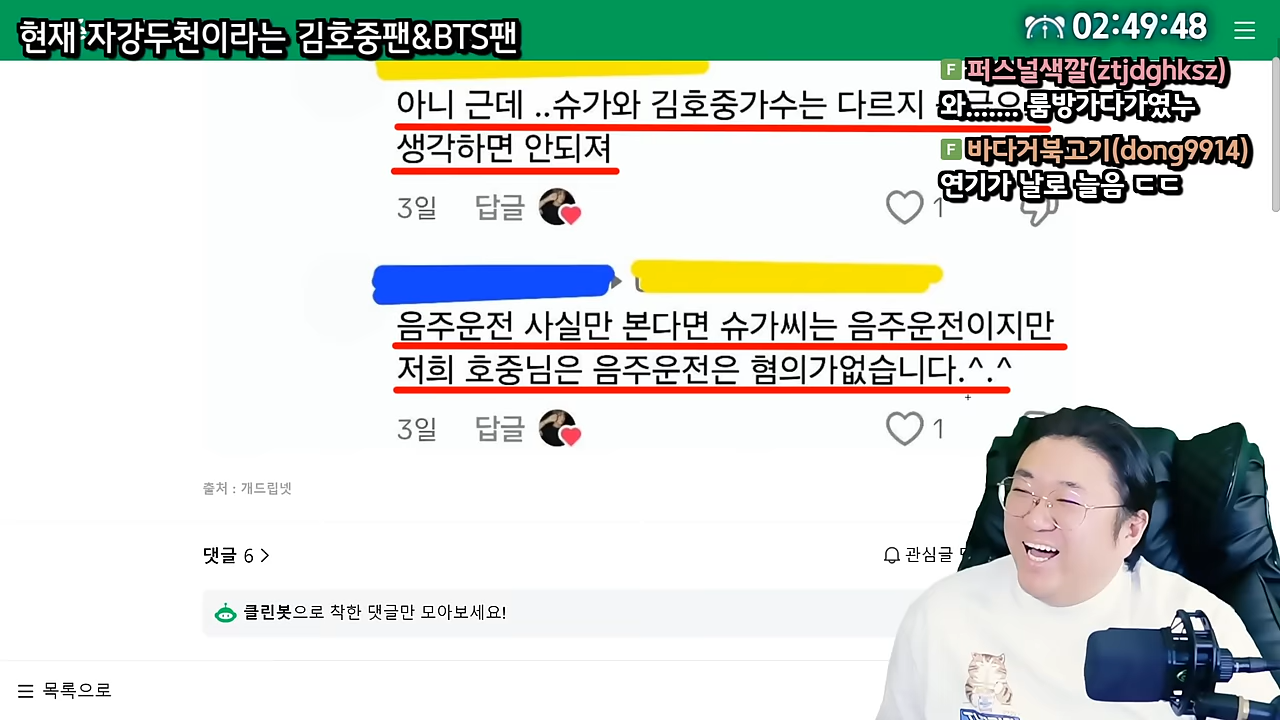 현재 자강두천이라는 김호중팬&BTS팬
02:49:48
F 퍼스널색깔(ztjdghksz)
와....... 룸방가다가였누
F 바다거북고기(dong9914)
연기가 날로 늘음 ㄷㄷ
아니 근데 ..슈가와 김호중가수는 다르지
생각하면 안되져
3일 답글 1
음주운전 사실만 본다면 슈가씨는 음주운전이지만
저희 호중님은 음주운전은 혐의가없습니다.^.^
3일 답글 1
출처 : 개드립넷
댓글 6 >
관심글
클린봇으로 착한 댓글만 모아보세요!
목록으로